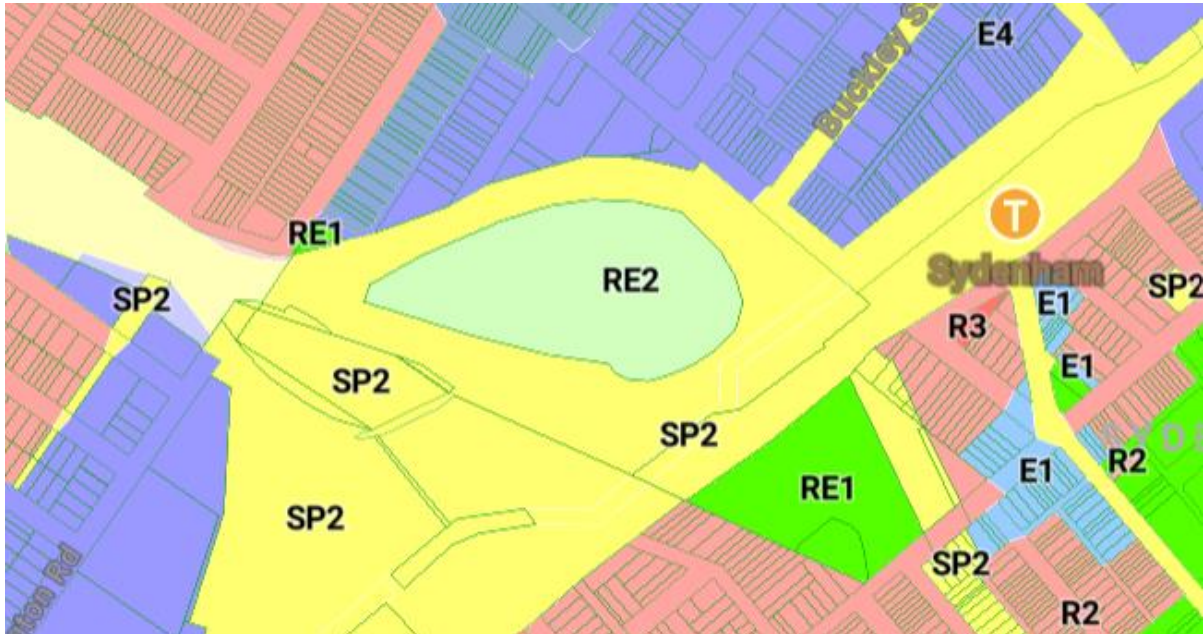 E4
Buckley St
T
RE1
RE2
Sydenham
SP2
SP2
E1
R3
E1
SP2
SP2
R2
E1
RE1
SP2
SP2
R2